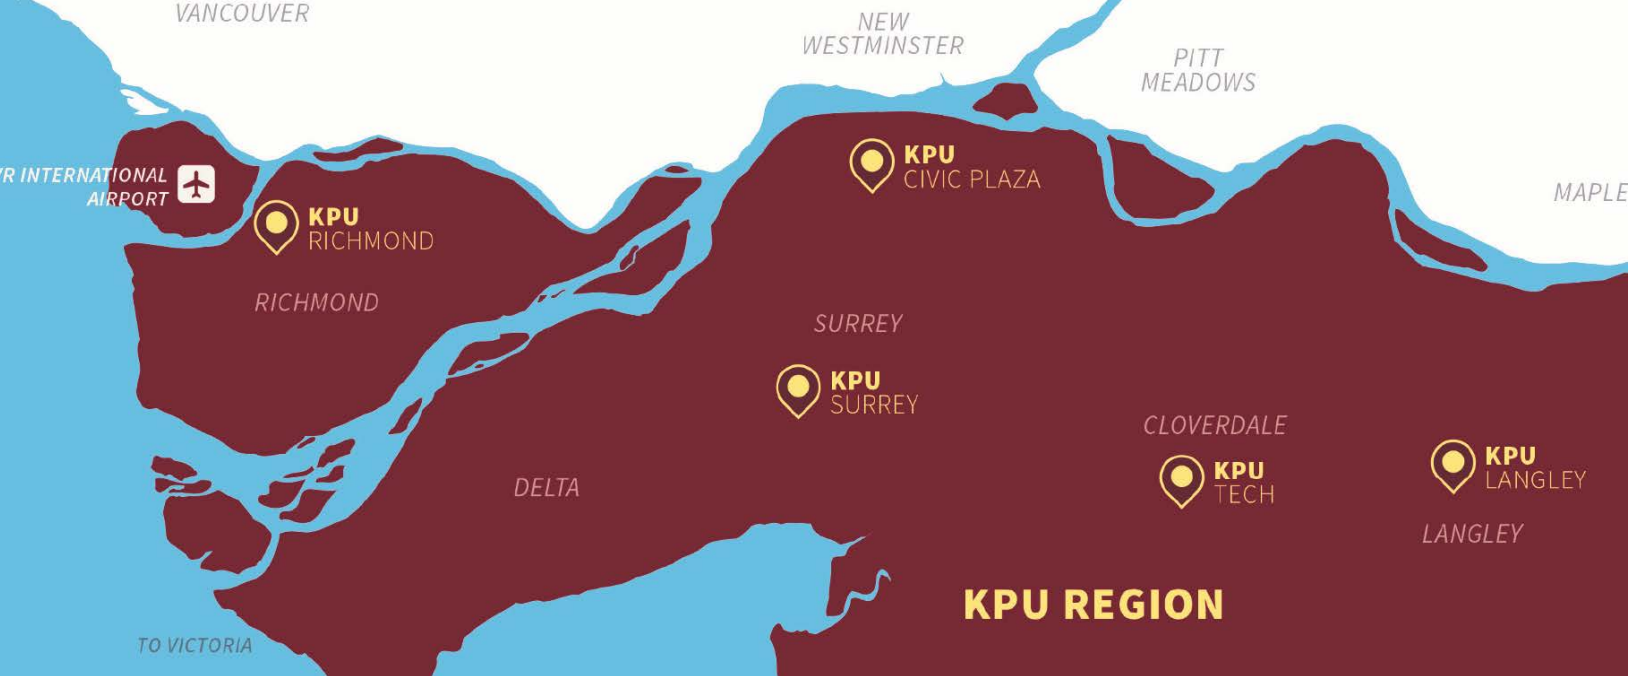 VANCOUVER
NEW
WESTMINSTER
PITT
MEADOWS
KPU
CIVIC PLAZA
INTERNATIONAL
AIRPORT
MAPLE
KPU
RICHMOND
RICHMOND
SURREY
KPU
SURREY
CLOVERDALE
KPU
TECH
KPU
LANGLEY
DELTA
LANGLEY
KPU REGION
TO VICTORIA